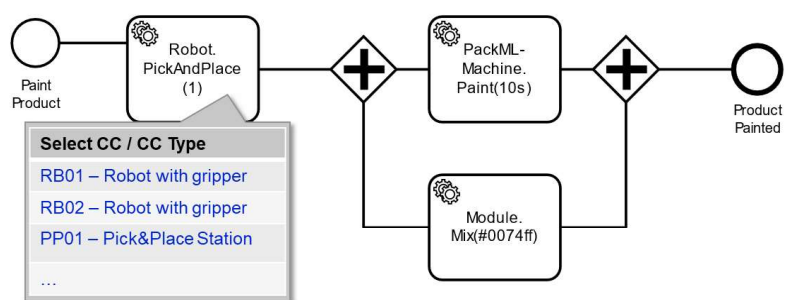 Paint
Product
Robot.
PickAndPlace
(1)
PackML-
Machine.
Paint(10s)
Product
Painted
Select CC / CC Type
RB01 – Robot with gripper
RB02 – Robot with gripper
PP01 – Pick&Place Station
…
Module.
Mix(#0074ff)